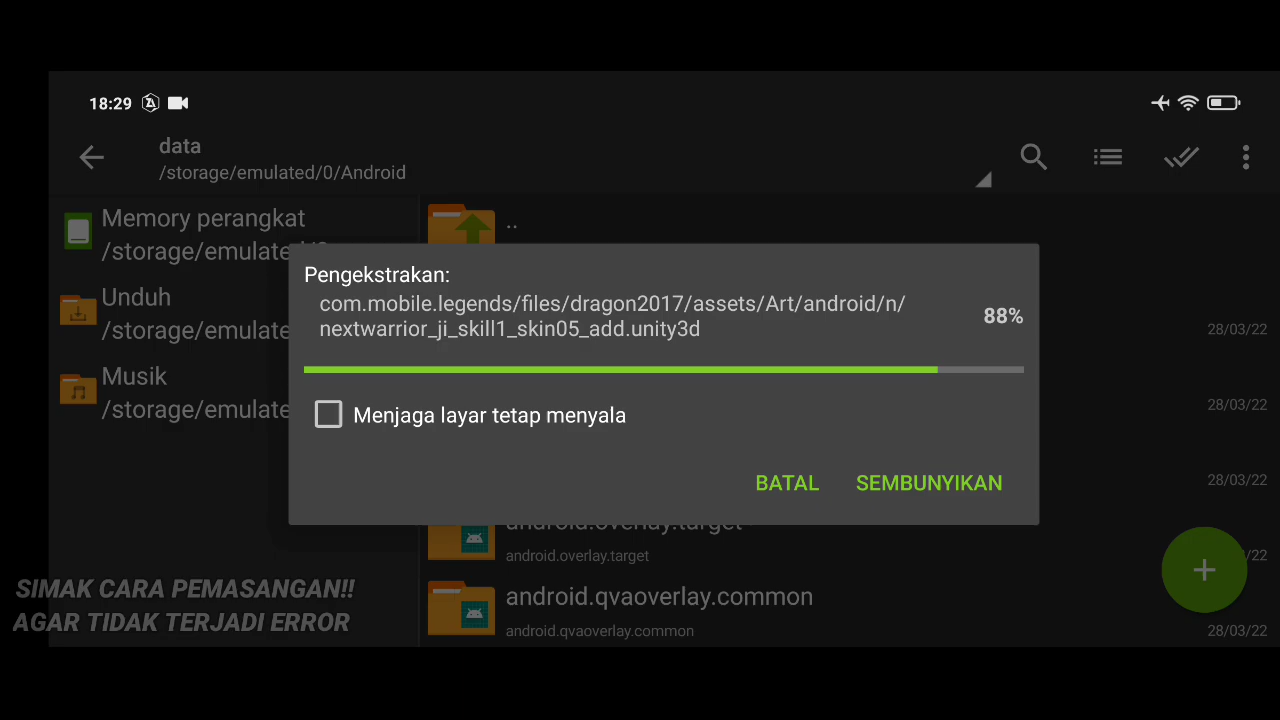 18:29
data
/storage/emulated/0/Android
Memory perangkat
/storage/emulated/0
Unduh
/storage/emulate
Musik
/storage/emulate
..
Pengekstrakan:
com.mobile.legends/files/dragon2017/assets/Art/android/n/
nextwarrior_ji_skill1_skin05_add.unity3d
88%
Menjaga layar tetap menyala
BATAL SEMBUNYIKAN
28/03/22
28/03/22
28/03/22
android.overlay.target
android.overlay.target
/22
android.qvaoverlay.common
android.qvaoverlay.common
28/03/22
SIMAK CARA PEMASANGAN!!
AGAR TIDAK TERJADI ERROR